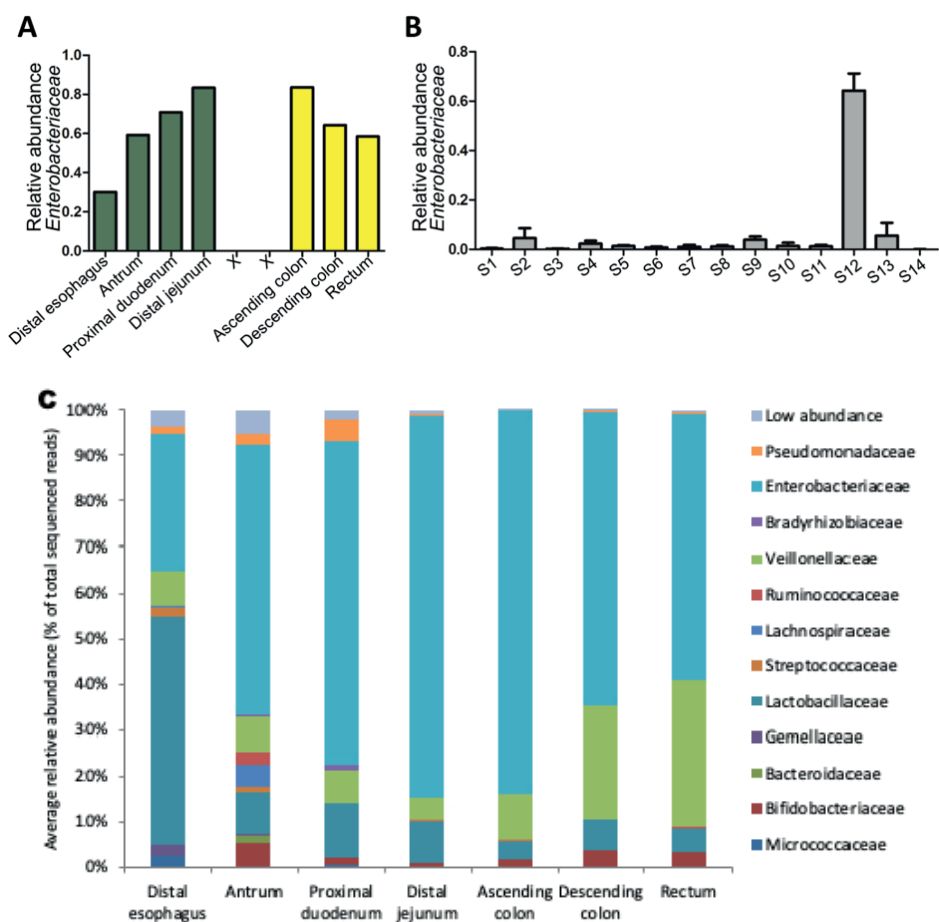 A
Relative abundance
Enterobacteriaceae
1.0
0.8
0.6
0.4
0.2
0.0
Distal esophagus
Antrum
Proximal duodenum
Distal jejunum
X
X
Ascending colon
Descending colon
Rectum
B
Relative abundance
Enterobacteriaceae
0.8
0.6
0.4
0.2
0.0
S1
S2
S3
S4
S5
S6
S7
S8
S9
S10
S11
S12
S13
S14
C
Average relative abundance (% of total sequenced reads)
100%
90%
80%
70%
60%
50%
40%
30%
20%
10%
0%
Distal
esophagus
Antrum
Proximal
duodenum
Distal
jejunum
Ascending
colon
Descending
colon
Rectum
Low abundance
Pseudomonadaceae
Enterobacteriaceae
Bradyrhizobiaceae
Veillonellaceae
Ruminococcaceae
Lachnospiraceae
Streptococcaceae
Lactobacillaceae
Gemellaceae
Bacteroidaceae
Bifidobacteriaceae
Micrococcaceae